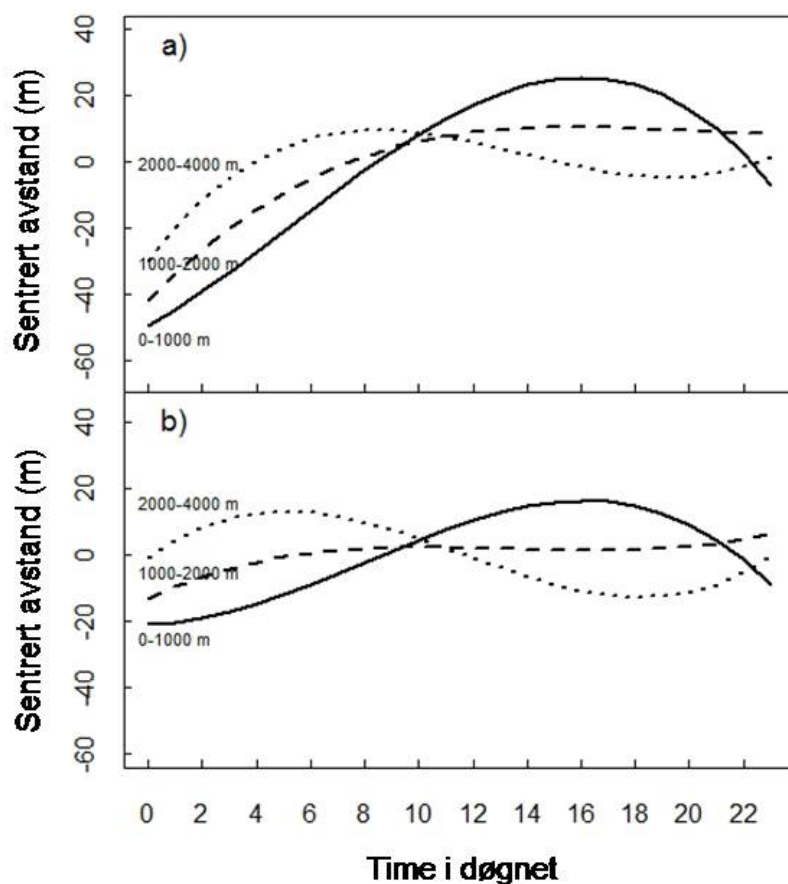 a)
Sentrert avstand (m)
40
20
0
-20
-40
-60
2000-4000 m
1000-2000 m
0-1000 m
b)
Sentrert avstand (m)
40
20
0
-20
-40
-60
2000-4000 m
1000-2000 m
0-1000 m
0 2 4 6 8 10 12 14 16 18 20 22
Time i døgnet